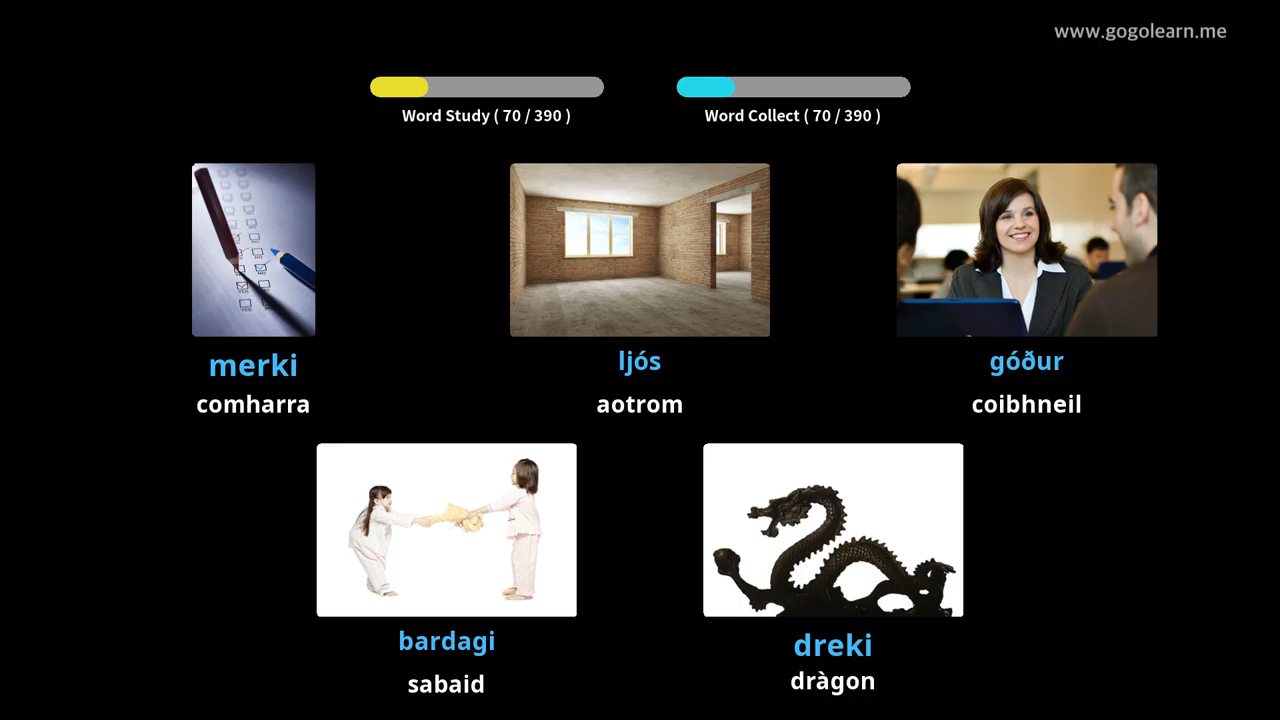 www.gogolearn.me
Word Study ( 70 / 390 )
Word Collect ( 70 / 390 )
merki
comharra
ljós
aotrom
góður
coibhneil
bardagi
sabaid
dreki
dràgon